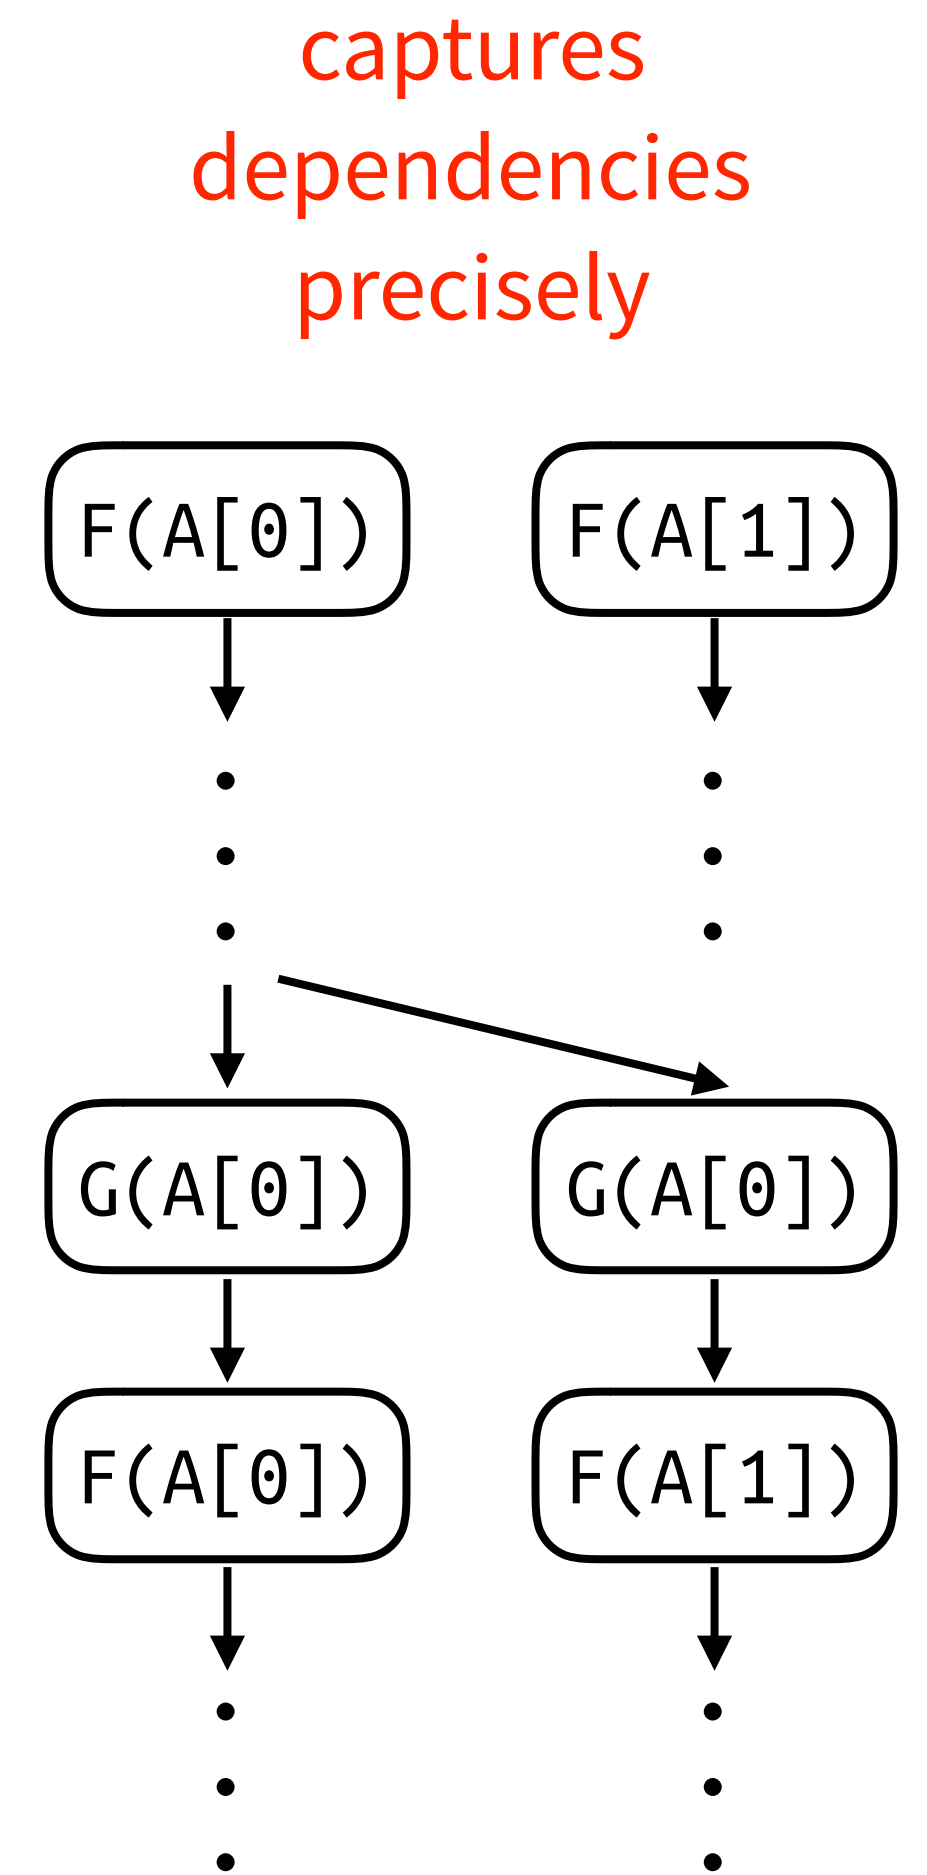 captures
dependencies
precisely
F(A[0]) F(A[1])
G(A[0]) G(A[0])
F(A[0]) F(A[1])